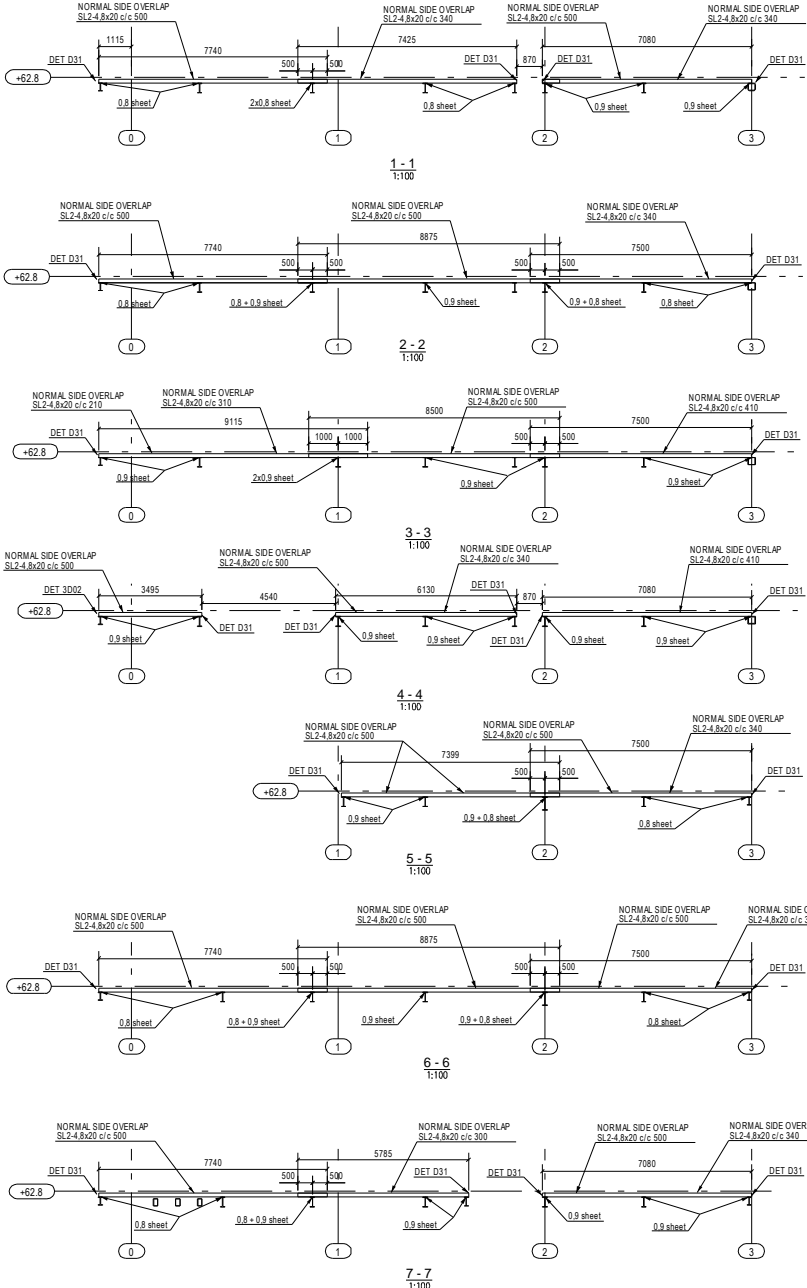 NORMAL SIDE OVERLAP
SL2-4,8x20 c/c 500
NORMAL SIDE OVERLAP
SL2-4,8x20 c/c 340
NORMAL SIDE OVERLAP
SL2-4,8x20 c/c 500
NORMAL SIDE OVERLAP
SL2-4,8x20 c/c 340
1115
7425
7080
7740
DET D31
500
500
DET D31
870
DET D31
DET D31
+62.8
0,8 sheet
2x0,8 sheet
0,8 sheet
0,9 sheet
0,9 sheet
0
1
2
3
1 - 1
1:100
NORMAL SIDE OVERLAP
SL2-4,8x20 c/c 500
NORMAL SIDE OVERLAP
SL2-4,8x20 c/c 500
NORMAL SIDE OVERLAP
SL2-4,8x20 c/c 340
8875
7740
7500
DET D31
500
500
500
500
DET D31
+62.8
0,8 sheet
0,8 + 0,9 sheet
0,9 sheet
0,9 + 0,8 sheet
0,8 sheet
0
1
2
3
2 - 2
1:100
NORMAL SIDE OVERLAP
SL2-4,8x20 c/c 210
NORMAL SIDE OVERLAP
SL2-4,8x20 c/c 310
NORMAL SIDE OVERLAP
SL2-4,8x20 c/c 500
NORMAL SIDE OVERLAP
SL2-4,8x20 c/c 410
8500
9115
7500
DET D31
1000
1000
500
500
DET D31
+62.8
0,9 sheet
2x0,9 sheet
0,9 sheet
0,9 sheet
0
1
2
3
3 - 3
1:100
NORMAL SIDE OVERLAP
SL2-4,8x20 c/c 500
NORMAL SIDE OVERLAP
SL2-4,8x20 c/c 500
NORMAL SIDE OVERLAP
SL2-4,8x20 c/c 340
NORMAL SIDE OVERLAP
SL2-4,8x20 c/c 410
DET 3D02
3495
4540
6130
DET D31
870
7080
DET D31
+62.8
0,9 sheet
DET D31
DET D31
0,9 sheet
0,9 sheet
DET D31
0,9 sheet
0,9 sheet
0
1
2
3
4 - 4
1:100
NORMAL SIDE OVERLAP
SL2-4,8x20 c/c 500
NORMAL SIDE OVERLAP
SL2-4,8x20 c/c 500
NORMAL SIDE OVERLAP
SL2-4,8x20 c/c 340
7500
7399
DET D31
500
500
DET D31
+62.8
0,9 sheet
0,9 + 0,8 sheet
0,8 sheet
1
2
3
5 - 5
1:100
NORMAL SIDE OVERLAP
SL2-4,8x20 c/c 500
NORMAL SIDE OVERLAP
SL2-4,8x20 c/c 500
NORMAL SIDE OVERLAP
SL2-4,8x20 c/c 500
NORMAL SIDE
SL2-4,8x20 c/c
8875
7740
7500
DET D31
500
500
500
500
DET D31
+62.8
0,8 sheet
0,8 + 0,9 sheet
0,9 sheet
0,9 + 0,8 sheet
0,8 sheet
0
1
2
3
6 - 6
1:100
NORMAL SIDE OVERLAP
SL2-4,8x20 c/c 500
NORMAL SIDE OVERLAP
SL2-4,8x20 c/c 300
NORMAL SIDE OVERLAP
SL2-4,8x20 c/c 500
NORMAL SIDE OVER
SL2-4,8x20 c/c 340
7740
5785
7080
DET D31
500
500
DET D31
DET D31
DET D31
+62.8
0,8 sheet
0,8 + 0,9 sheet
0,9 sheet
0,9 sheet
0,9 sheet
0
1
2
3
7 - 7
1:100